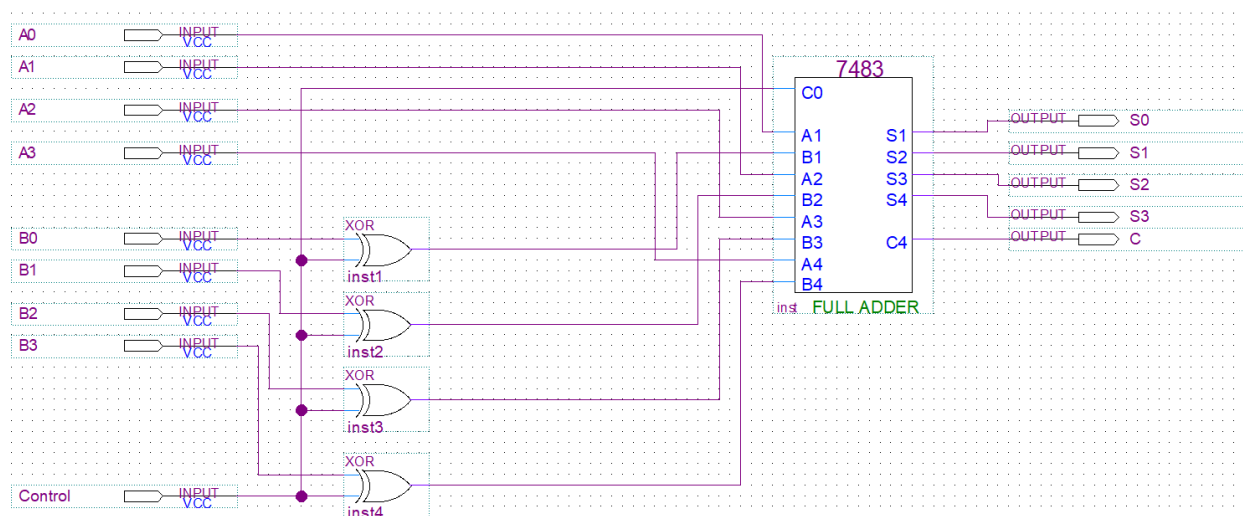 A0 INPUT VCC
A1 INPUT VCC
A2 INPUT VCC
A3 INPUT VCC
B0 INPUT VCC
B1 INPUT VCC
B2 INPUT VCC
B3 INPUT VCC
Control INPUT VCC
XOR
inst1
XOR
inst2
XOR
inst3
XOR
inst4
7483
C0
A1 S1
B1 S2
A2 S3
B2 S4
A3
B3 C4
A4
B4
inst FULL ADDER
OUTPUT S0
OUTPUT S1
OUTPUT S2
OUTPUT S3
OUTPUT C